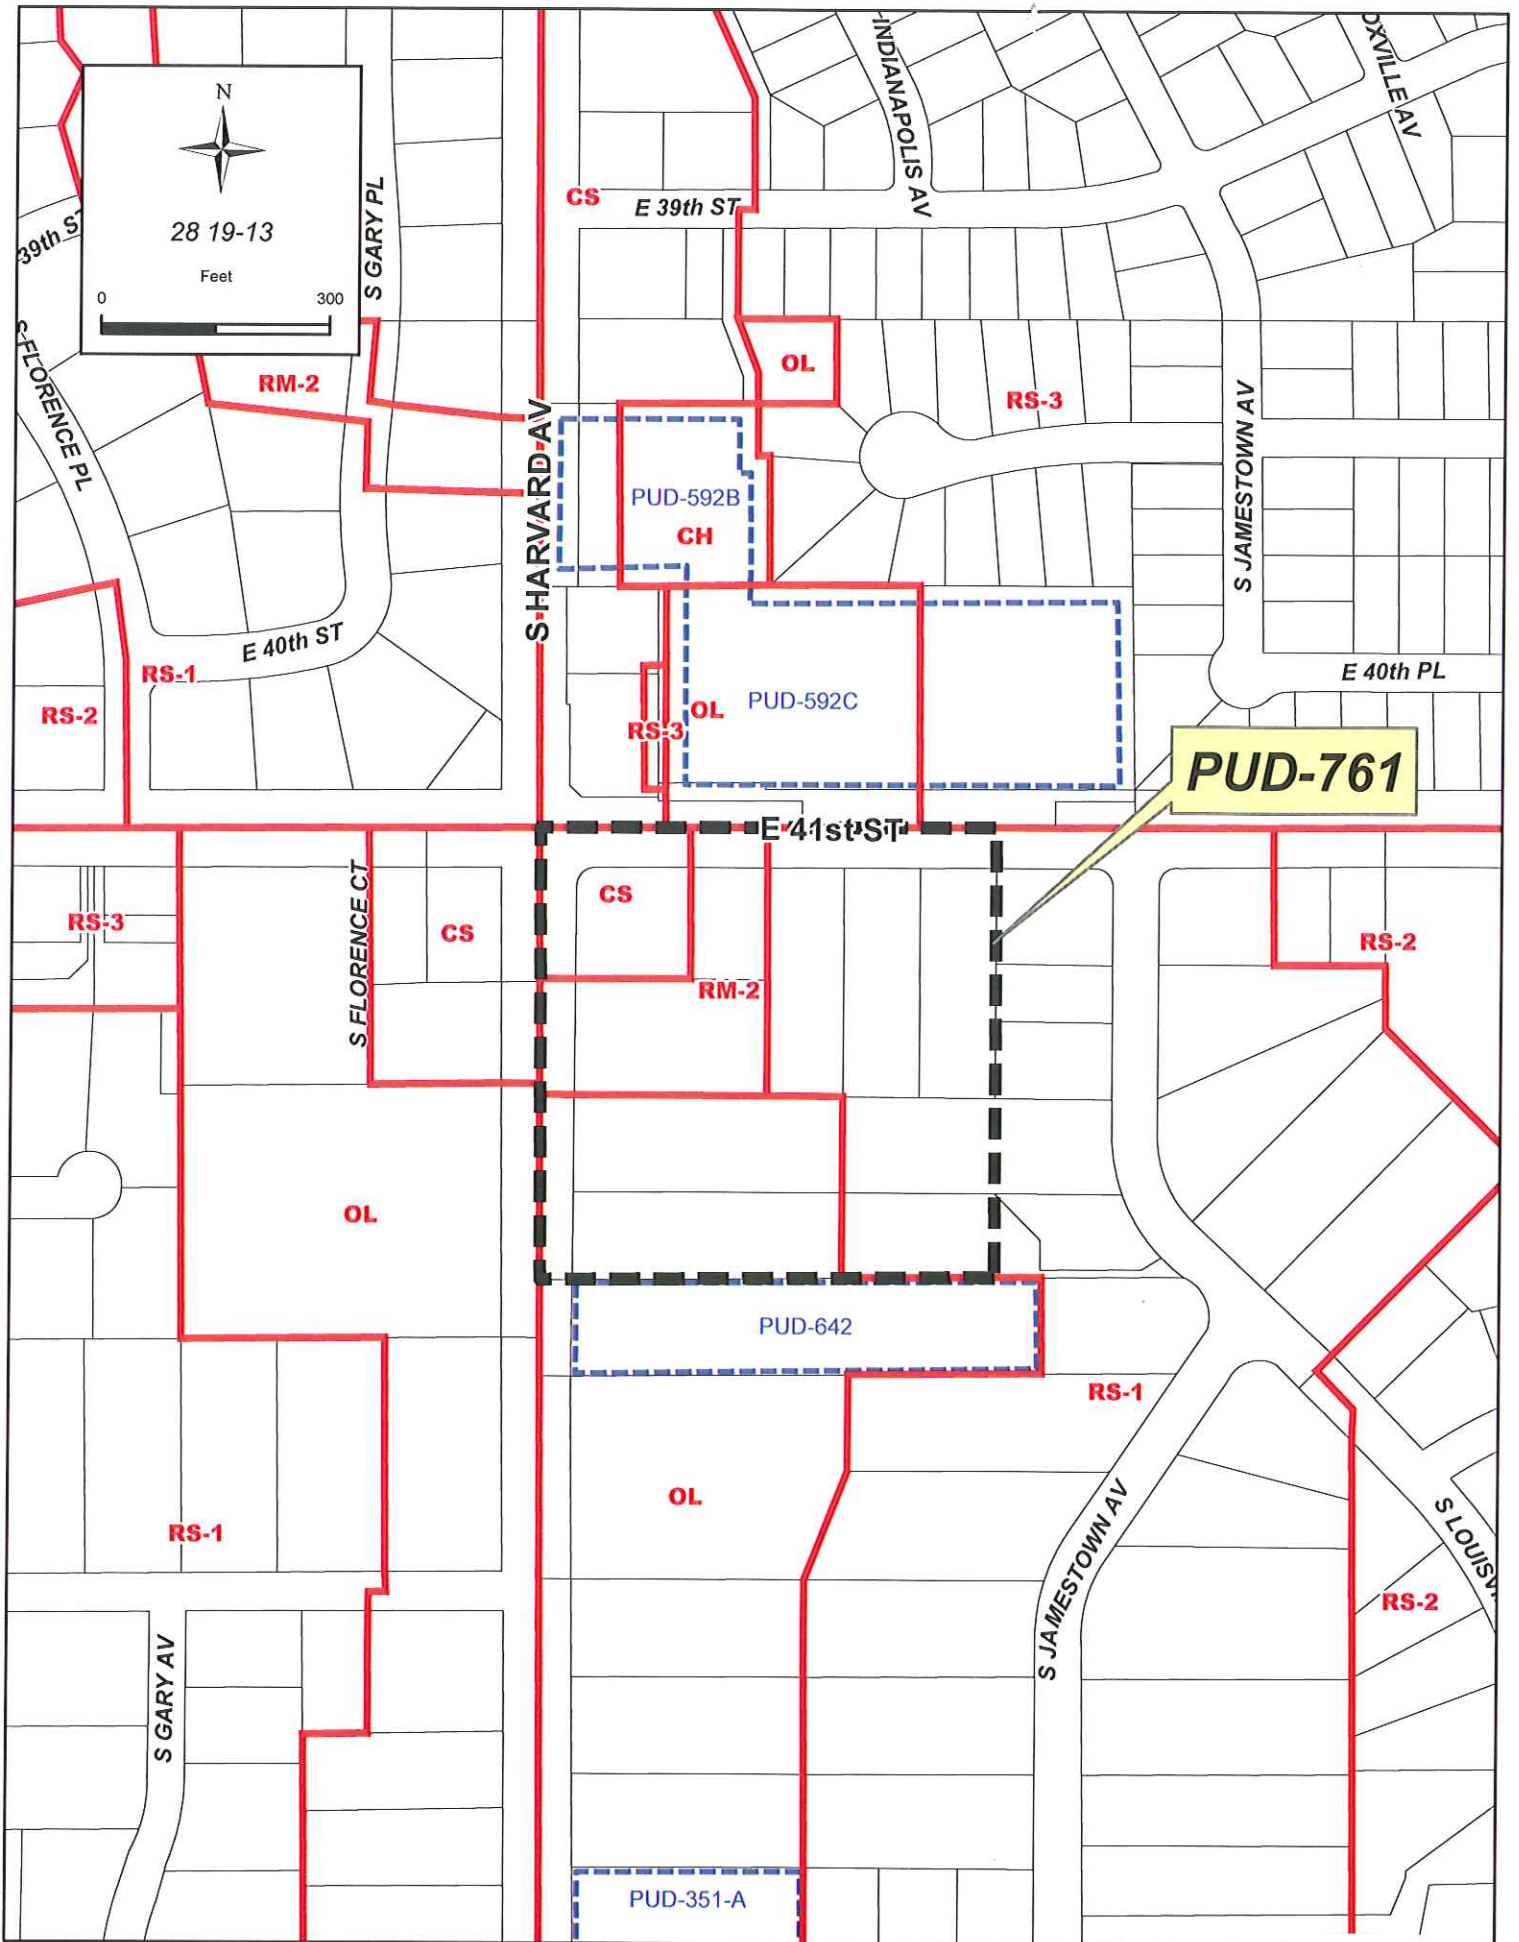 INDIANAPOLIS AV
OXVILLE AV
N
28 19-13
Feet
0 300
S GARY PL
39th ST
CS
E 39th ST
S FLORENCE PL
RM-2
OL
RS-3
S HARVARD AV
S JAMESTOWN AV
PUD-592B
CH
E 40th ST
RS-1
RS-2
E 40th PL
OL
PUD-592C
RS-3
PUD-761
E 41st ST
RS-3
S FLORENCE CT
CS
CS
RM-2
RS-2
OL
PUD-642
RS-1
OL
RS-1
S JAMESTOWN AV
S LOUISV
RS-2
S GARY AV
PUD-351-A